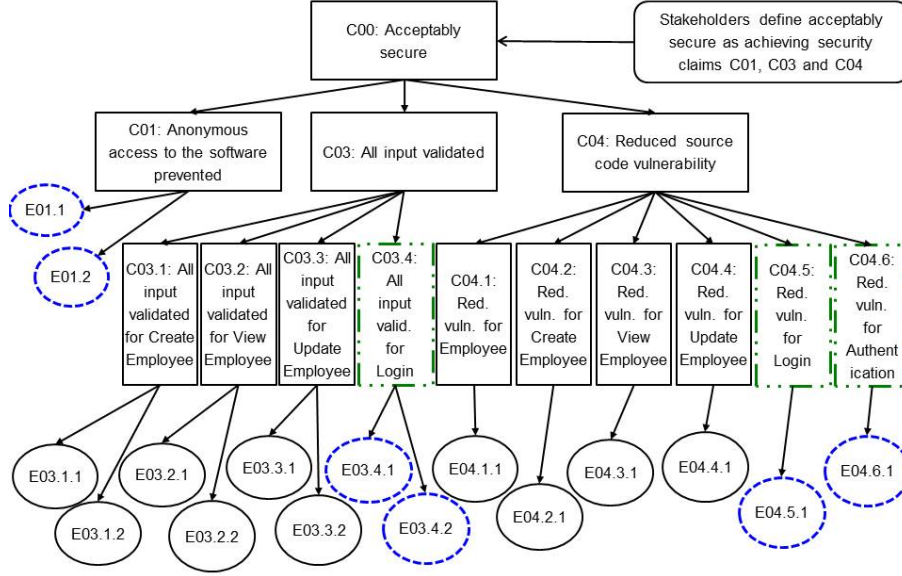 C00: Acceptably
secure
Stakeholders define acceptably
secure as achieving security
claims C01, C03 and C04
C01: Anonymous
access to the software
prevented
C03: All input validated
C04: Reduced source
code vulnerability
E01.1
E01.2
C03.1: All
input
validated
for Create
Employee
C03.2: All
input
validated
for View
Employee
C03.3: All
input
validated
for
Update
Employee
C03.4:
All
input
valid.
for
Login
C04.1:
Red.
vuln. for
Employee
C04.2:
Red.
vuln. for
Create
Employee
C04.3:
Red.
vuln. for
View
Employee
C04.4:
Red.
vuln. for
Update
Employee
C04.5:
Red.
vuln.
for
Login
C04.6:
Red.
vuln.
for
Authent
ication
E03.1.1
E03.1.2
E03.2.1
E03.2.2
E03.3.1
E03.3.2
E03.4.1
E03.4.2
E04.1.1
E04.2.1
E04.3.1
E04.4.1
E04.5.1
E04.6.1